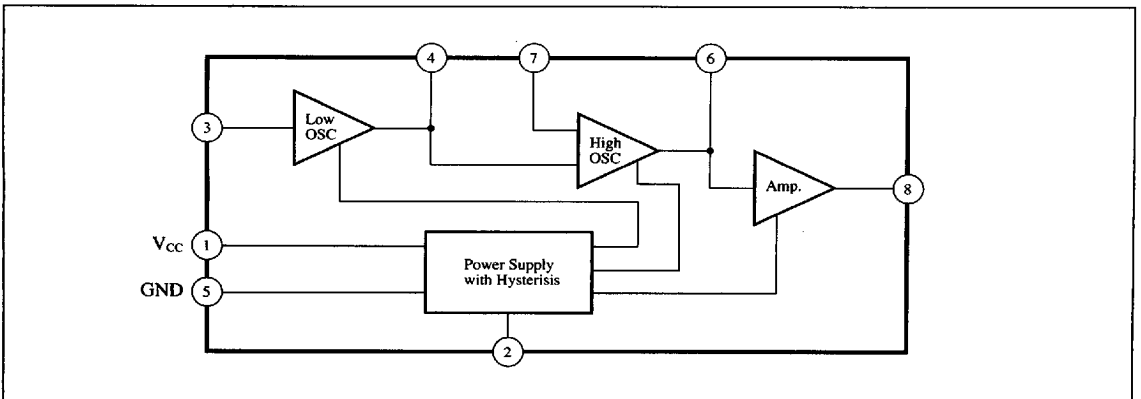 4
7
6
3
Low
OSC
High
OSC
Amp.
8
VCC
1
Power Supply
with Hysterisis
GND
5
2